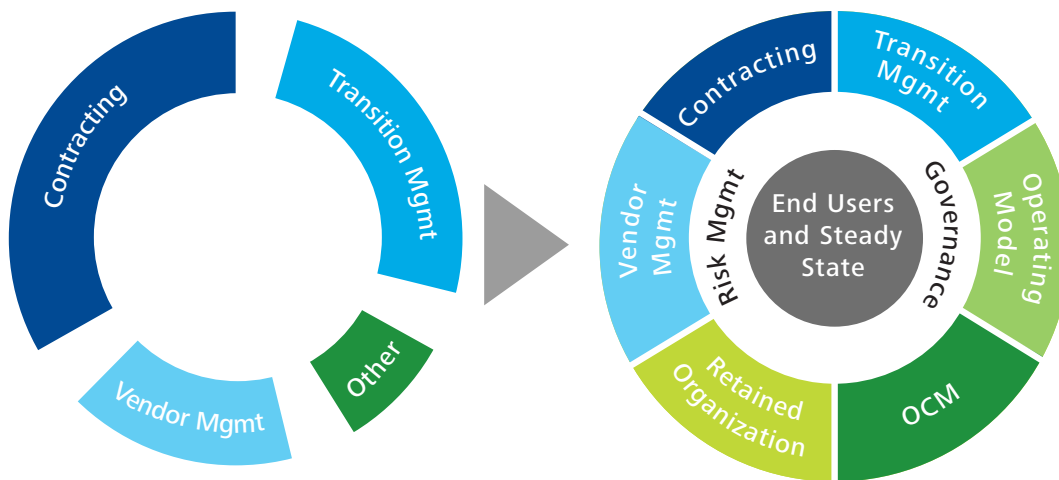 Contracting
Transition Mgmt
Other
Vendor Mgmt
Contracting
Transition
Mgmt
Operating
Model
OCM
Retained
Organization
Vendor
Mgmt
Risk Mgmt
Governance
End Users
and Steady
State